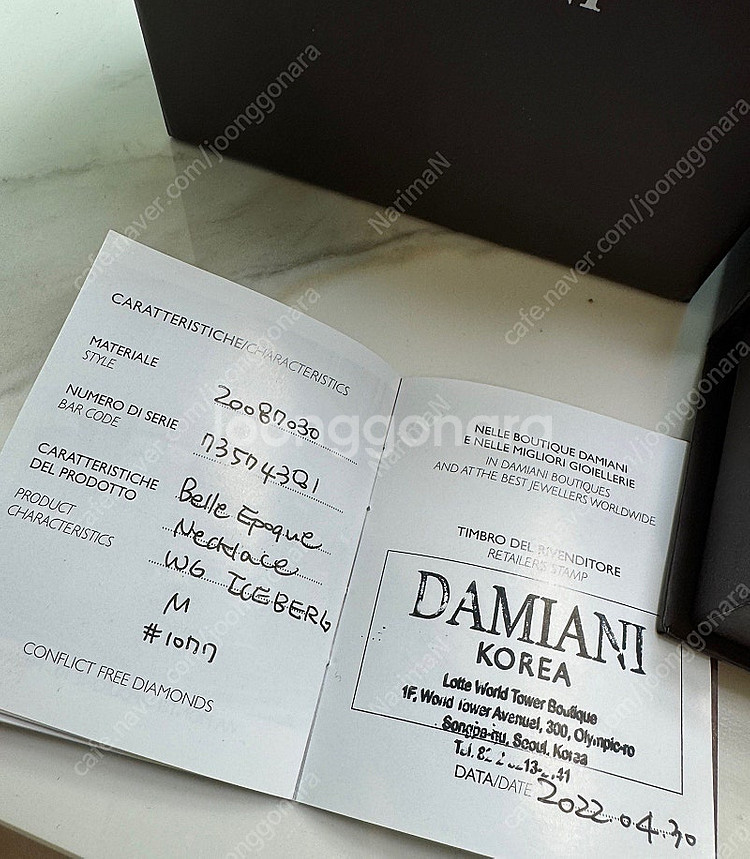 CARATTERISTICHE/CHARACTERISTICS
MATERIALE
STYLE
20087030
NUMERO DI SERIE
BAR CODE
CARATTERISTICHE
DEL PRODOTTO
PRODUCT
CHARACTERISTICS
Belle Epoque
Necklace
WG ICEBERG
M
#1077
CONFLICT FREE DIAMONDS
NELLE BOUTIQUE DAMIANI
E NELLE MIGLIORI GIOIELLERIE
IN DAMIANI BOUTIQUES
AND AT THE BEST JEWELLERS WORLDWIDE
TIMBRO DEL RIVENDITORE
RETAILER'S STAMP
DAMIANI
KOREA
Lotte World Tower Boutique
1F, World Tower Avenuel, 300, Olympic-ro
Songpa-gu, Seoul, Korea
DATA/DATE 2022.04.30
joonggonara
NarimaN
cafe.naver.com/joonggonara